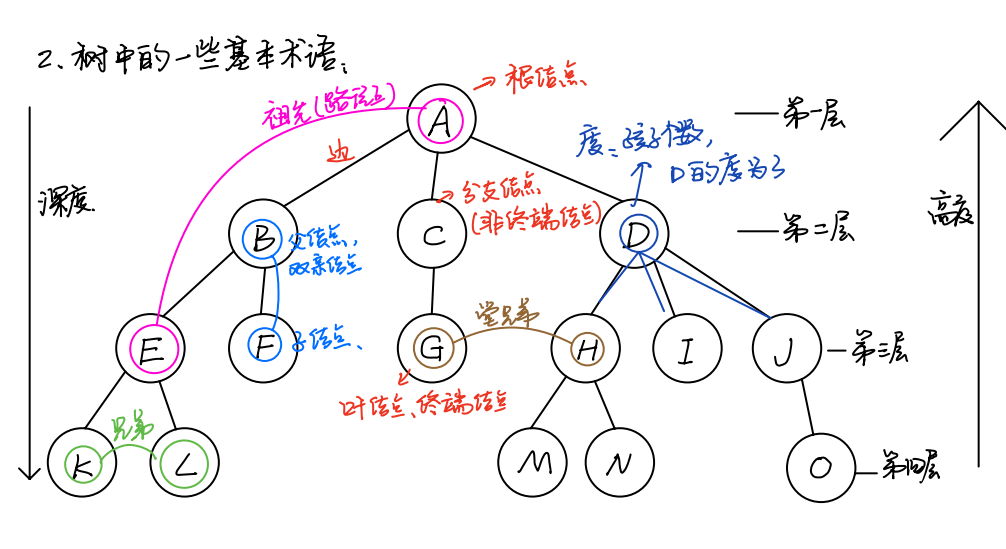 2、树中的一些基本术语；
根结点
祖先(路径)
A
第一层
边
度=孩子个数,
D的度为3
深度
分支结点
(非终端结点)
高度
B
父结点,
双亲结点
C
D
第二层
堂兄弟
E
F
子结点、
G
H
I
J
第三层
叶结点、终端结点
兄弟
K
L
M
N
O
第四层